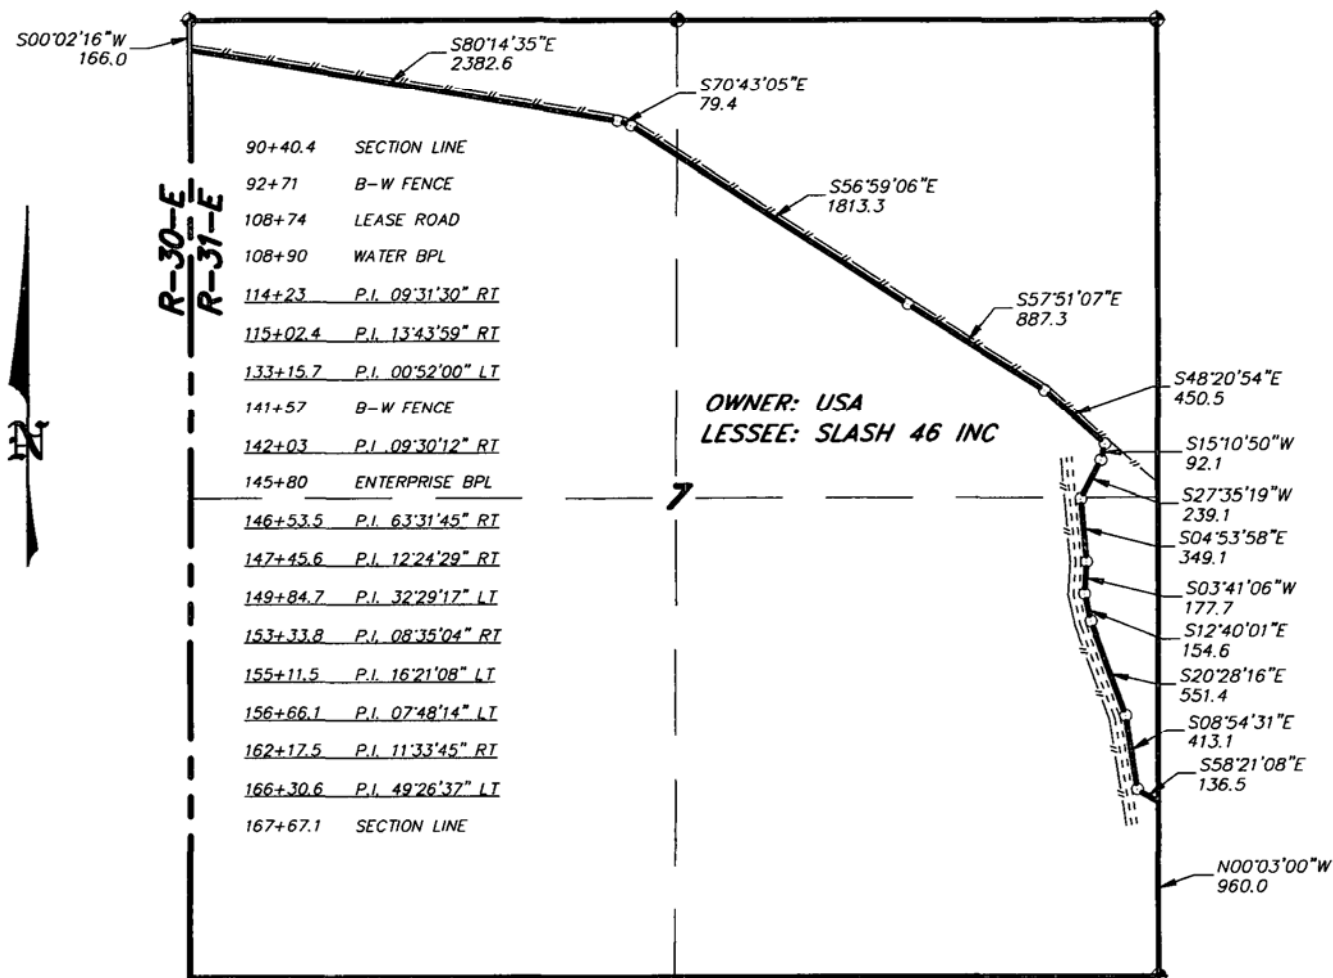 S00°02'16"W
166.0
S80°14'35"E
2382.6
S70°43'05"E
79.4
R-30-E
R-31-E
90+40.4 SECTION LINE
92+71 B-W FENCE
108+74 LEASE ROAD
108+90 WATER BPL
114+23 P.I. 09°31'30" RT
115+02.4 P.I. 13°43'59" RT
133+15.7 P.I. 00°52'00" LT
141+57 B-W FENCE
142+03 P.I. 09°30'12" RT
145+80 ENTERPRISE BPL
146+53.5 P.I. 63°31'45" RT
147+45.6 P.I. 12°24'29" RT
149+84.7 P.I. 32°29'17" LT
153+33.8 P.I. 08°35'04" RT
155+11.5 P.I. 16°21'08" LT
156+66.1 P.I. 07°48'14" LT
162+17.5 P.I. 11°33'45" RT
166+30.6 P.I. 49°26'37" LT
167+67.1 SECTION LINE
S56°59'06"E
1813.3
S57°51'07"E
887.3
OWNER: USA
LESSEE: SLASH 46 INC
7
S48°20'54"E
450.5
S15°10'50"W
92.1
S27°35'19"W
239.1
S04°53'58"E
349.1
S03°41'06"W
177.7
S12°40'01"E
154.6
S20°28'16"E
551.4
S08°54'31"E
413.1
S58°21'08"E
136.5
N00°03'00"W
960.0
N